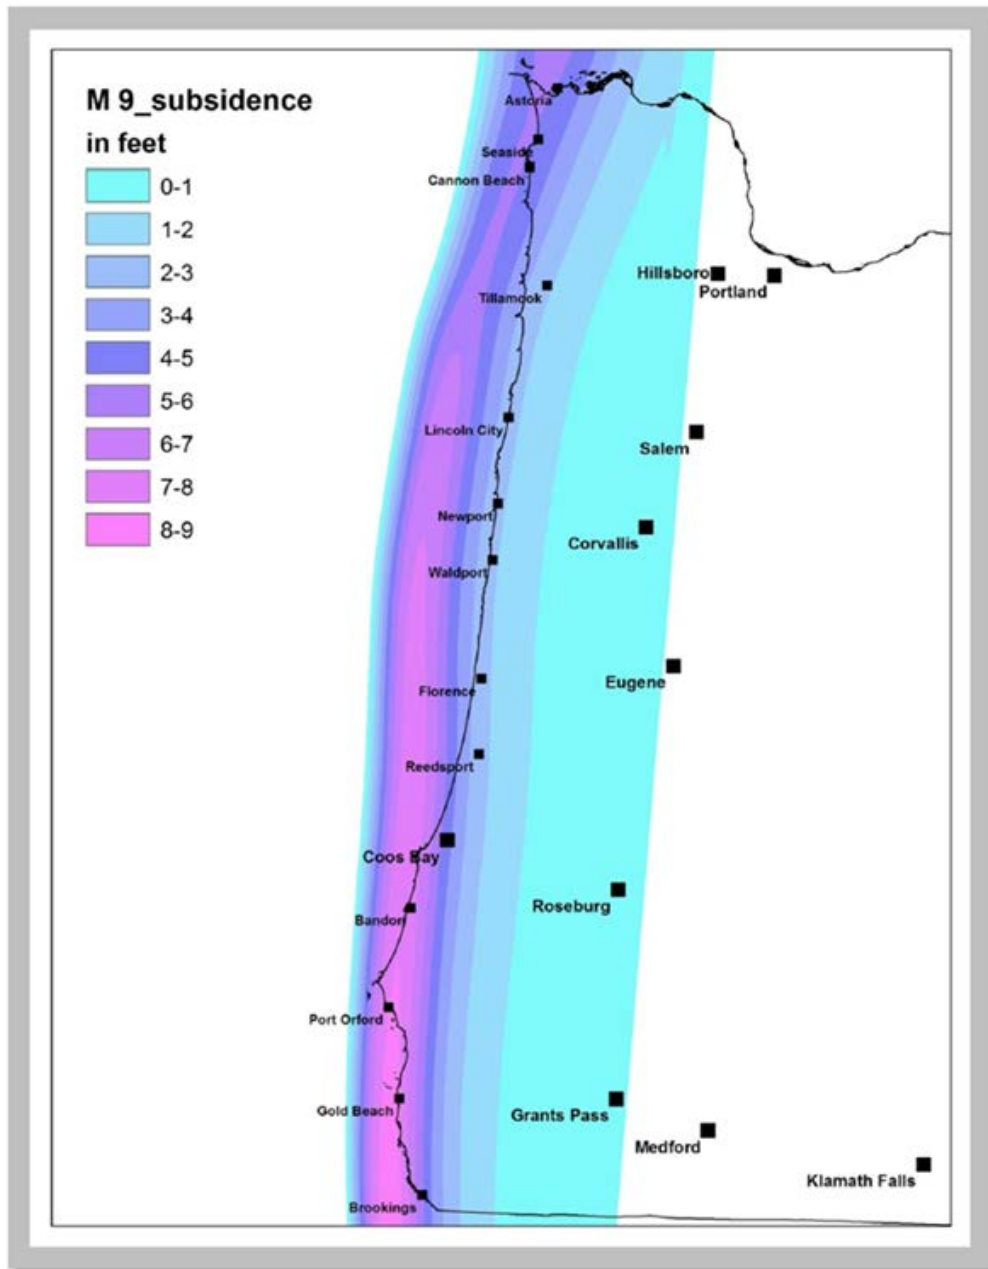 M 9_subsidence
in feet
0-1
1-2
2-3
3-4
4-5
5-6
6-7
7-8
8-9
Astoria
Seaside
Cannon Beach
Hillsboro
Portland
Tillamook
Lincoln City
Salem
Newport
Corvallis
Waldport
Eugene
Florence
Reedsport
Coos Bay
Roseburg
Bandon
Port Orford
Gold Beach
Grants Pass
Medford
Klamath Falls
Brookings